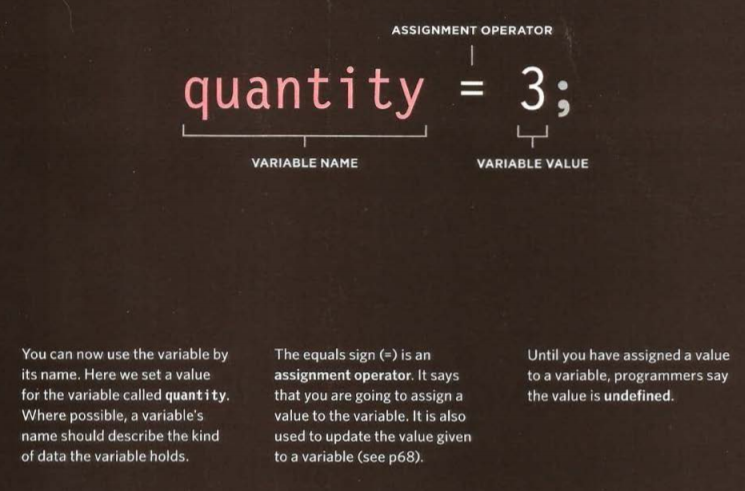 ASSIGNMENT OPERATOR
quantity = 3;
VARIABLE NAME
VARIABLE VALUE
You can now use the variable by
its name. Here we set a value
for the variable called quantity.
Where possible, a variable's
name should describe the kind
of data the variable holds.
The equals sign (=) is an
assignment operator. It says
that you are going to assign a
value to the variable. It is also
used to update the value given
to a variable (see p68).
Until you have assigned a value
to a variable, programmers say
the value is undefined.